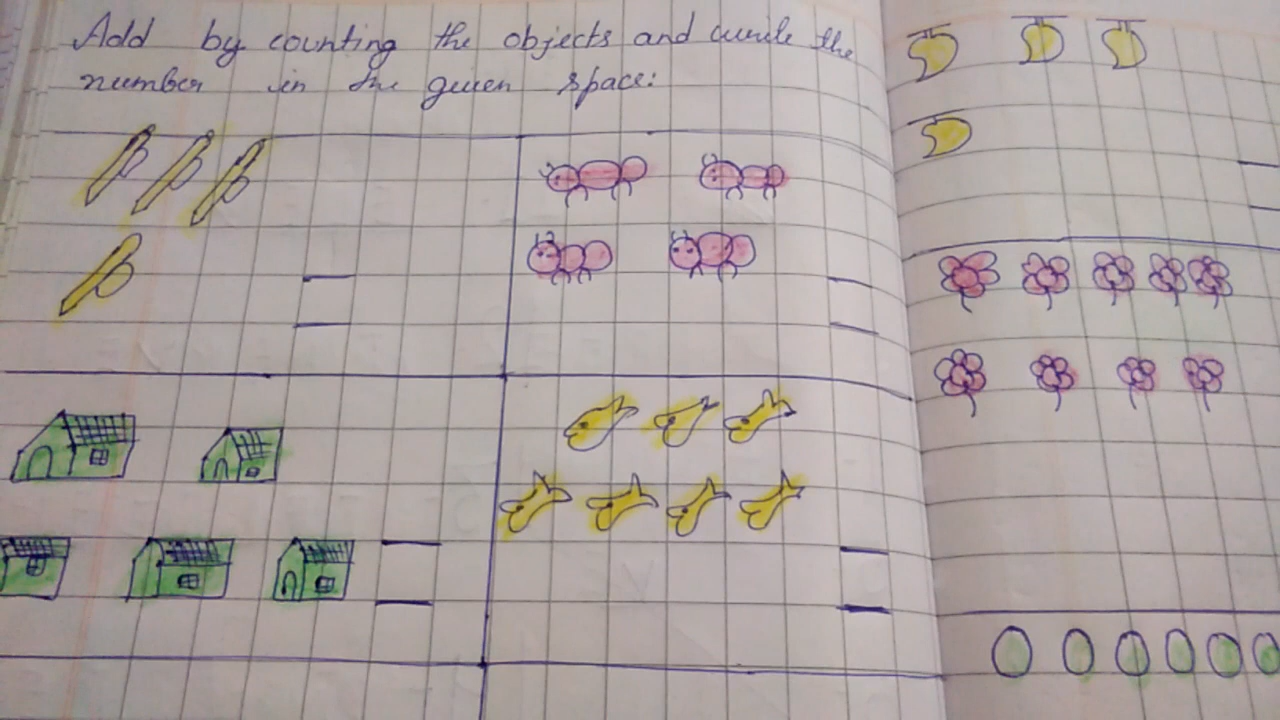 Add by counting the objects and write the
number in the given space: